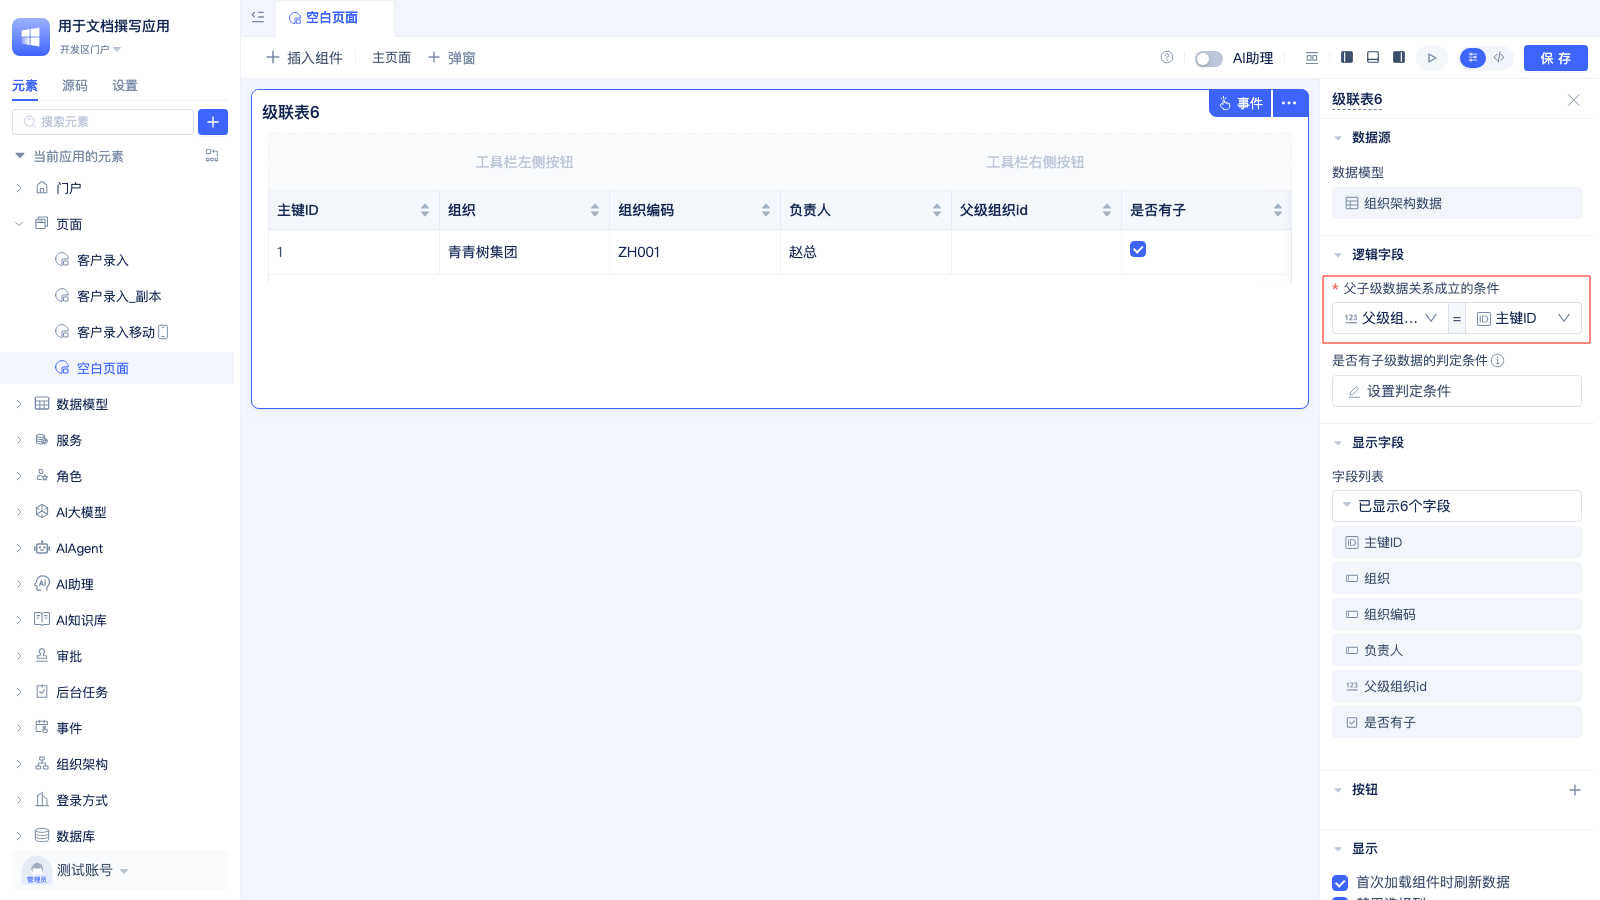 用于文档撰写应用
开发区门户
元素 源码 设置
搜索元素
当前应用的元素
门户
页面
客户录入
客户录入_副本
客户录入移动
空白页面
数据模型
服务
角色
AI大模型
AIAgent
AI助理
AI知识库
审批
后台任务
事件
组织架构
登录方式
数据库
测试账号
管理员
空白页面
插入组件 主页面 弹窗
AI助理
保存
级联表6
事件
工具栏左侧按钮 工具栏右侧按钮
主键ID 组织 组织编码 负责人 父级组织id 是否有子
1 青青树集团 ZH001 赵总
级联表6
数据源
数据模型
组织架构数据
逻辑字段
* 父子级数据关系成立的条件
123 父级组... = ID 主键ID
是否有子级数据的判定条件
设置判定条件
显示字段
字段列表
已显示6个字段
ID 主键ID
组织
组织编码
负责人
123 父级组织id
是否有子
按钮
显示
首次加载组件时刷新数据